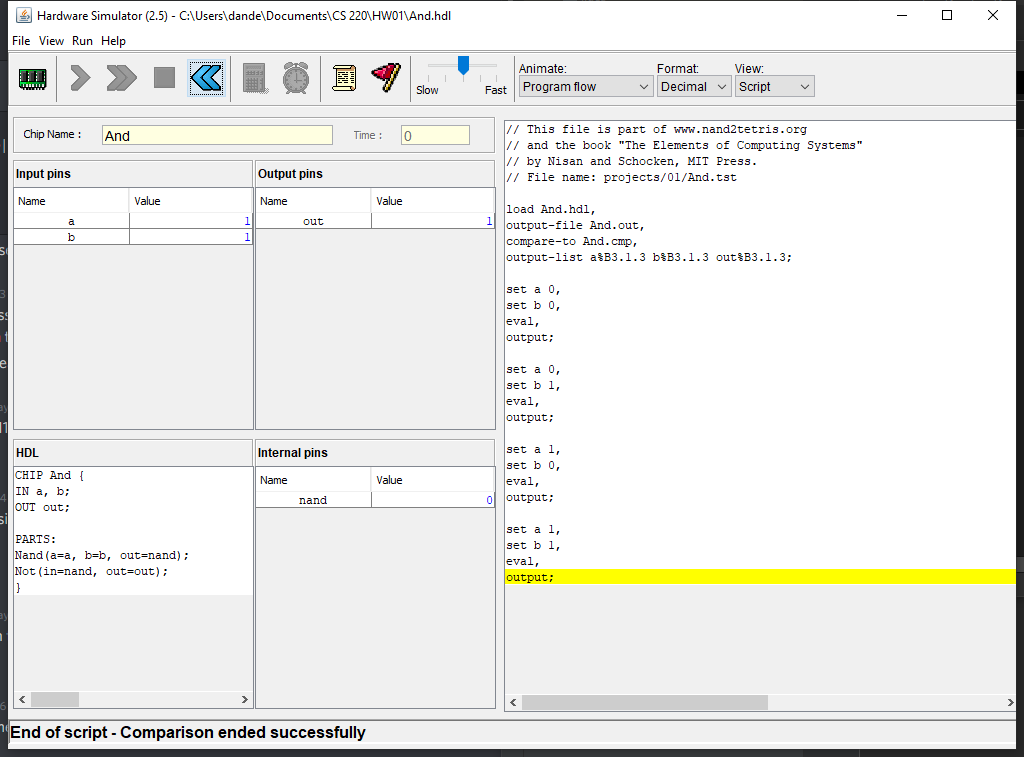 Hardware Simulator (2.5) - C:\Users\dande\Documents\CS 220\HW01\And.hdl
File View Run Help
Slow Fast
Animate: Format: View:
Program flow Decimal Script
Chip Name : And Time : 0
Input pins
Name Value
a 1
b 1
Output pins
Name Value
out 1
HDL
CHIP And {
IN a, b;
OUT out;
PARTS:
Nand(a=a, b=b, out=nand);
Not(in=nand, out=out);
}
Internal pins
Name Value
nand 0
// This file is part of www.nand2tetris.org
// and the book "The Elements of Computing Systems"
// by Nisan and Schocken, MIT Press.
// File name: projects/01/And.tst
load And.hdl,
output-file And.out,
compare-to And.cmp,
output-list a%B3.1.3 b%B3.1.3 out%B3.1.3;
set a 0,
set b 0,
eval,
output;
set a 0,
set b 1,
eval,
output;
set a 1,
set b 0,
eval,
output;
set a 1,
set b 1,
eval,
output;
End of script - Comparison ended successfully